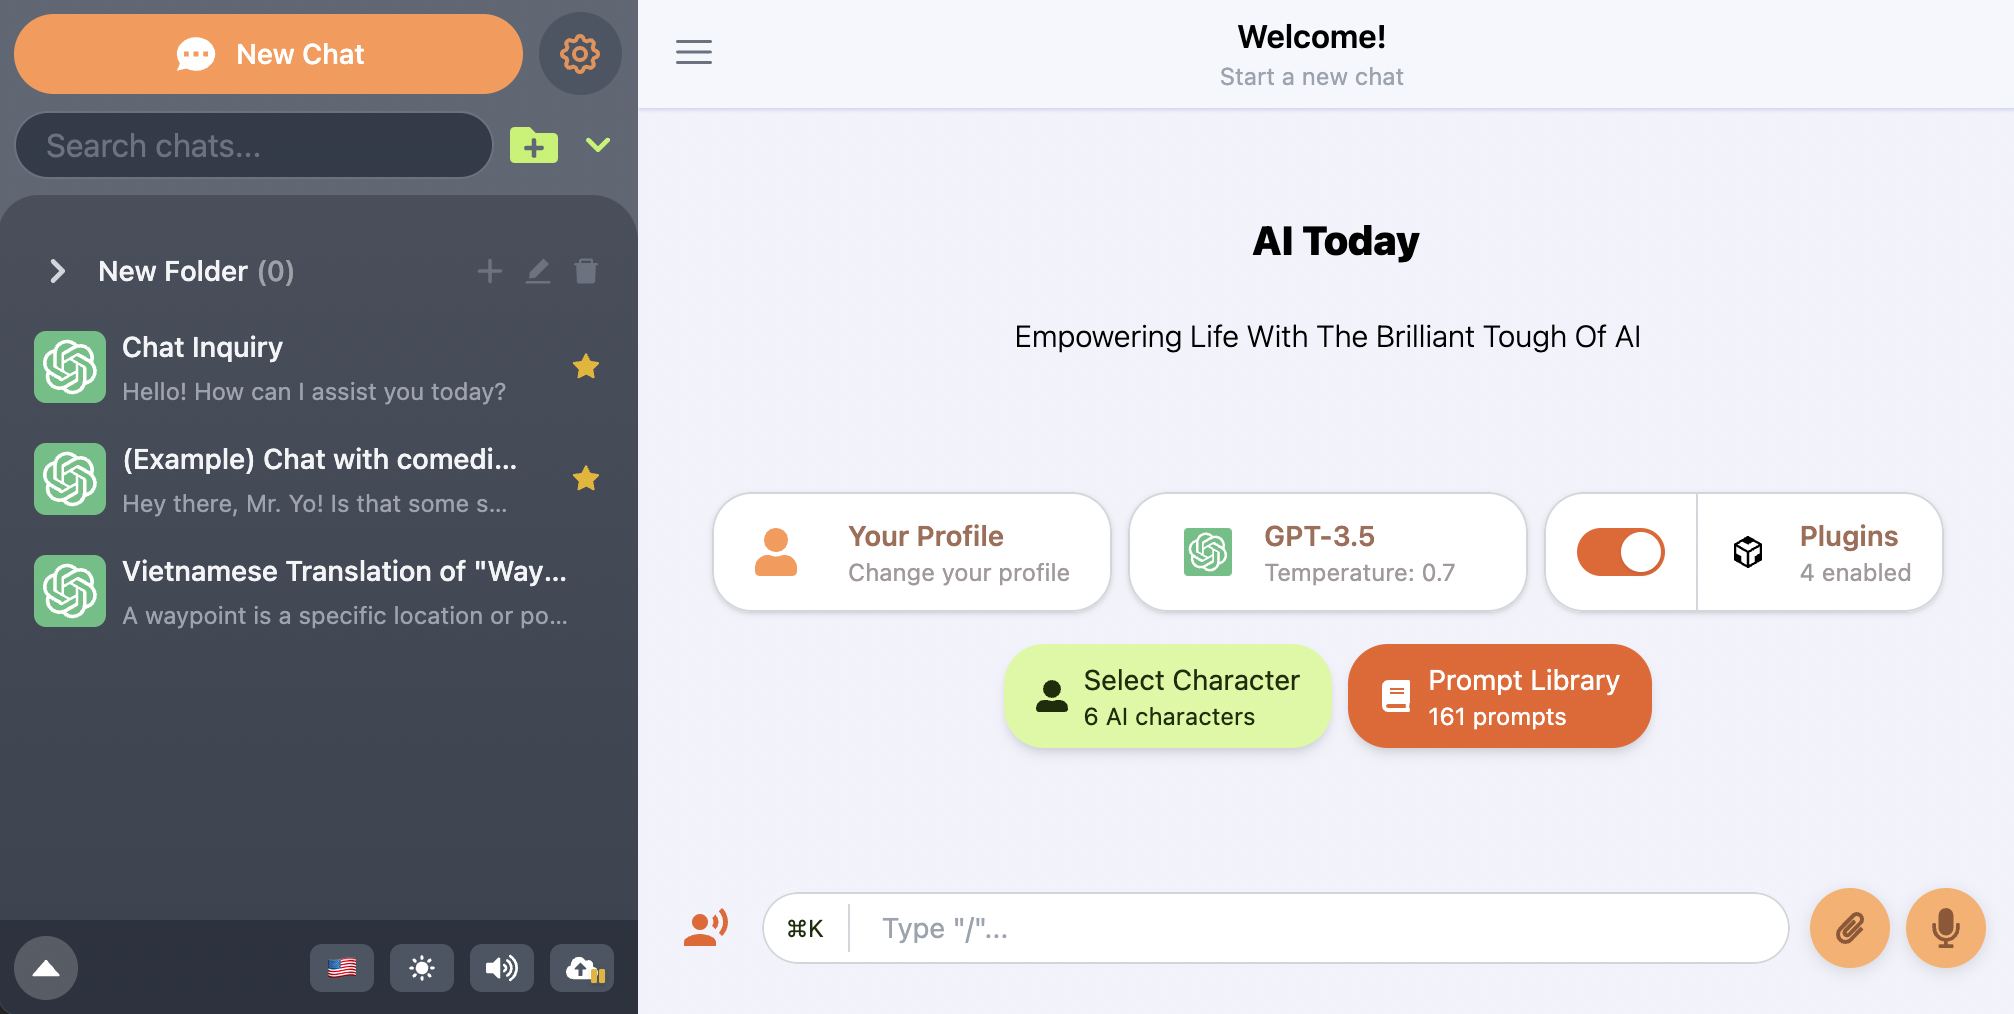 New Chat
Search chats...
New Folder (0)
Chat Inquiry
Hello! How can I assist you today?
(Example) Chat with comedi...
Hey there, Mr. Yo! Is that some s...
Vietnamese Translation of "Way...
A waypoint is a specific location or po...
Welcome!
Start a new chat
AI Today
Empowering Life With The Brilliant Tough Of AI
Your Profile
Change your profile
GPT-3.5
Temperature: 0.7
Plugins
4 enabled
Select Character
6 AI characters
Prompt Library
161 prompts
⌘K
Type "/"...